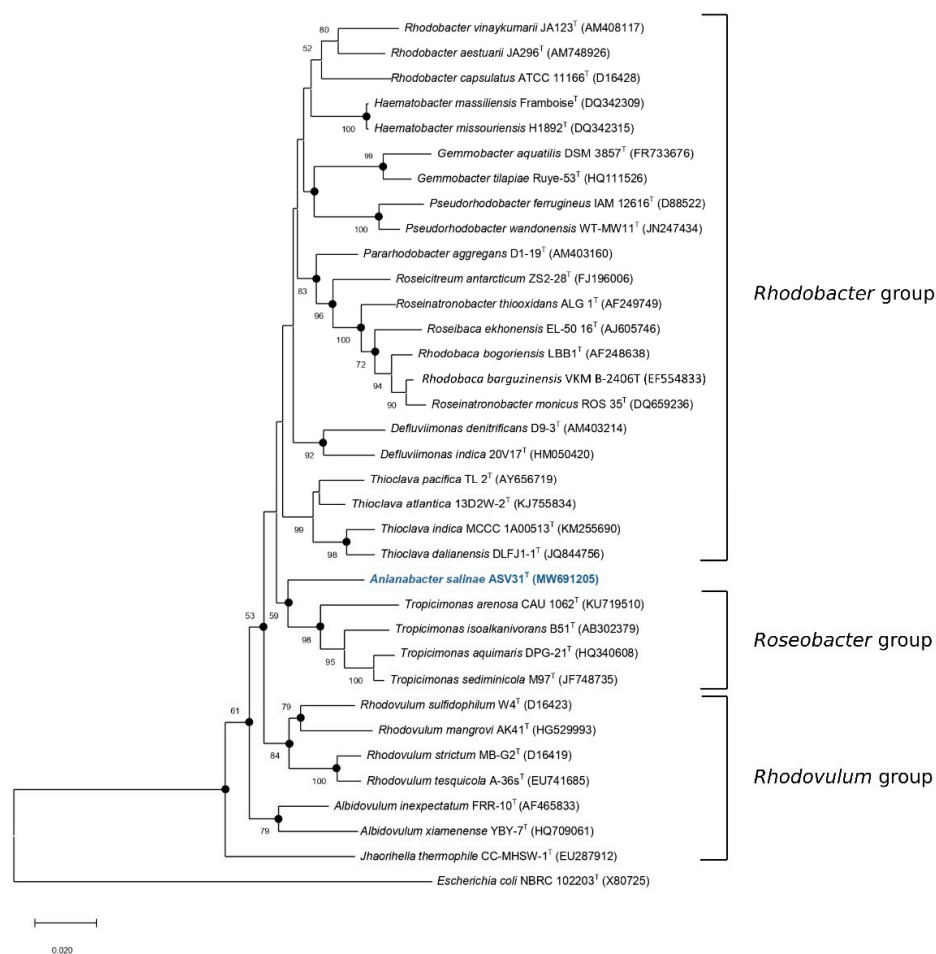 80
Rhodobacter vinaykumarii JA123ᵀ (AM408117)
52
Rhodobacter aestuarii JA296ᵀ (AM748926)
Rhodobacter capsulatus ATCC 11166ᵀ (D16428)
Haematobacter massiliensis Framboiseᵀ (DQ342309)
100
Haematobacter missouriensis H1892ᵀ (DQ342315)
99
Gemmobacter aquatilis DSM 3857ᵀ (FR733676)
Gemmobacter tilapiae Ruye-53ᵀ (HQ111526)
Pseudorhodobacter ferrugineus IAM 12616ᵀ (D88522)
100
Pseudorhodobacter wandonensis WT-MW11ᵀ (JN247434)
Pararhodobacter aggregans D1-19ᵀ (AM403160)
83
Roseicitreum antarcticum ZS2-28ᵀ (FJ196006)
Rhodobacter group
96
Roseinatronobacter thiooxidans ALG 1ᵀ (AF249749)
100
Roseibaca ekhonensis EL-50 16ᵀ (AJ605746)
72
Rhodobaca bogoriensis LBB1ᵀ (AF248638)
94
Rhodobaca barguzinensis VKM B-2406T (EF554833)
90
Roseinatronobacter monicus ROS 35ᵀ (DQ659236)
Defluviimonas denitrificans D9-3ᵀ (AM403214)
92
Defluviimonas indica 20V17ᵀ (HM050420)
Thioclava pacifica TL 2ᵀ (AY656719)
Thioclava atlantica 13D2W-2ᵀ (KJ755834)
99
Thioclava indica MCCC 1A00513ᵀ (KM255690)
98
Thioclava dalianensis DLFJ1-1ᵀ (JQ844756)
Anianabacter salinae ASV31ᵀ (MW691205)
Tropicimonas arenosa CAU 1062ᵀ (KU719510)
53
59
Tropicimonas isoalkanivorans B51ᵀ (AB302379)
98
Roseobacter group
Tropicimonas aquimaris DPG-21ᵀ (HQ340608)
95
100
Tropicimonas sediminicola M97ᵀ (JF748735)
79
Rhodovulum sulfidophilum W4ᵀ (D16423)
61
Rhodovulum mangrovi AK41ᵀ (HG529993)
84
Rhodovulum strictum MB-G2ᵀ (D16419)
100
Rhodovulum tesquicola A-36sᵀ (EU741685)
Rhodovulum group
Albidovulum inexpectatum FRR-10ᵀ (AF465833)
79
Albidovulum xiamenense YBY-7ᵀ (HQ709061)
Jhaorihella thermophile CC-MHSW-1ᵀ (EU287912)
Escherichia coli NBRC 102203ᵀ (X80725)
0.020